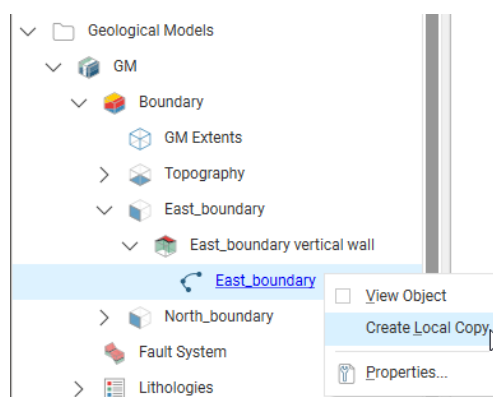 Geological Models
GM
Boundary
GM Extents
Topography
East_boundary
East_boundary vertical wall
East_boundary
View Object
North_boundary
Create Local Copy
Fault System
Properties...
Lithologies